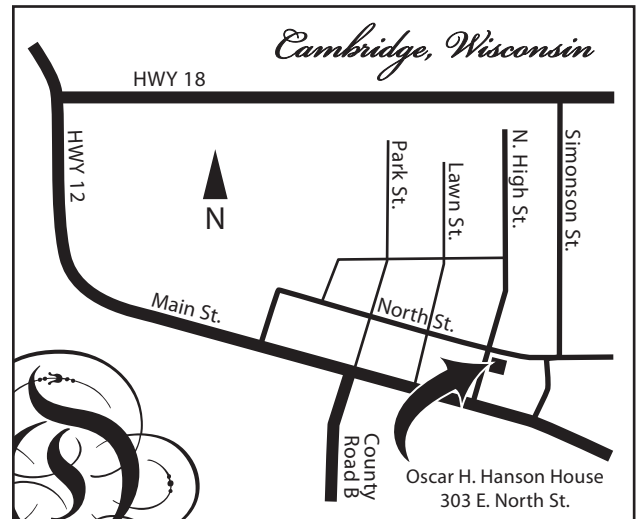 Cambridge, Wisconsin
HWY 18
HWY 12
N
Park St.
Lawn St.
N. High St.
Simonson St.
Main St.
North St.
County
Road B
Oscar H. Hanson House
303 E. North St.